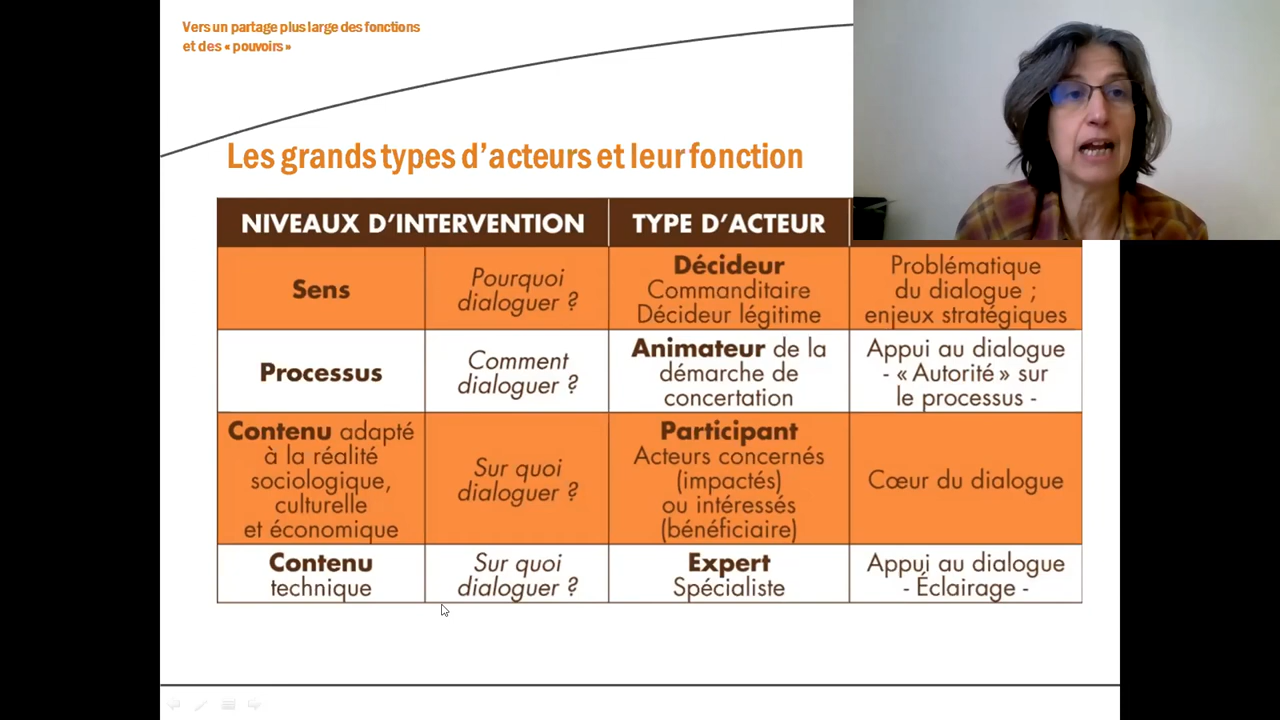 Vers un partage plus large des fonctions
et des « pouvoirs »
Les grands types d'acteurs et leur fonction
NIVEAUX D'INTERVENTION
TYPE D'ACTEUR
Sens
Pourquoi
dialoguer ?
Décideur
Commanditaire
Décideur légitime
Problématique
du dialogue ;
enjeux stratégiques
Processus
Comment
dialoguer ?
Animateur de la
démarche de
concertation
Appui au dialogue
- « Autorité » sur
le processus -
Contenu adapté
à la réalité
sociologique,
culturelle
et économique
Sur quoi
dialoguer ?
Participant
Acteurs concernés
(impactés)
ou intéressés
(bénéficiaire)
Cœur du dialogue
Contenu
technique
Sur quoi
dialoguer ?
Expert
Spécialiste
Appui au dialogue
- Éclairage -